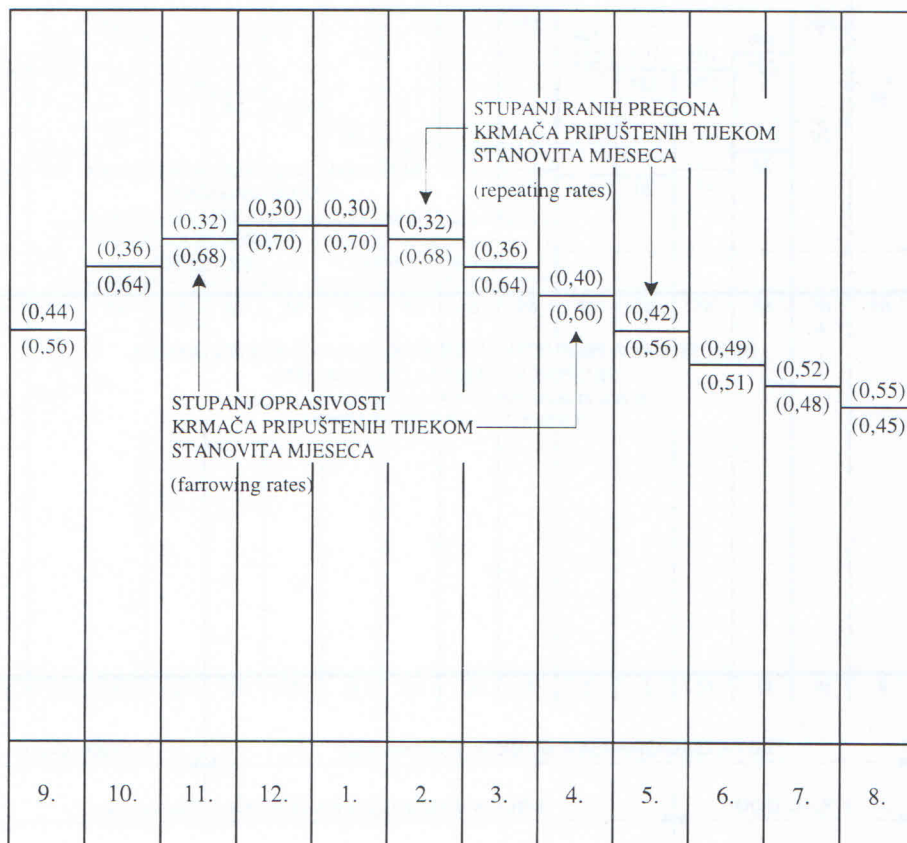 STUPANJ RANIH PREGONA
KRMAČA PRIPUŠTENIH TIJEKOM
STANOVITA MJESECA
(repeating rates)
(0,44)
(0,56)
(0,36)
(0,64)
(0,32)
(0,68)
(0,30)
(0,70)
(0,30)
(0,70)
(0,32)
(0,68)
(0,36)
(0,64)
(0,40)
(0,60)
(0,42)
(0,56)
(0,49)
(0,51)
(0,52)
(0,48)
(0,55)
(0,45)
STUPANJ OPRASIVOSTI
KRMAČA PRIPUŠTENIH TIJEKOM
STANOVITA MJESECA
(farrowing rates)
9. 10. 11. 12. 1. 2. 3. 4. 5. 6. 7. 8.